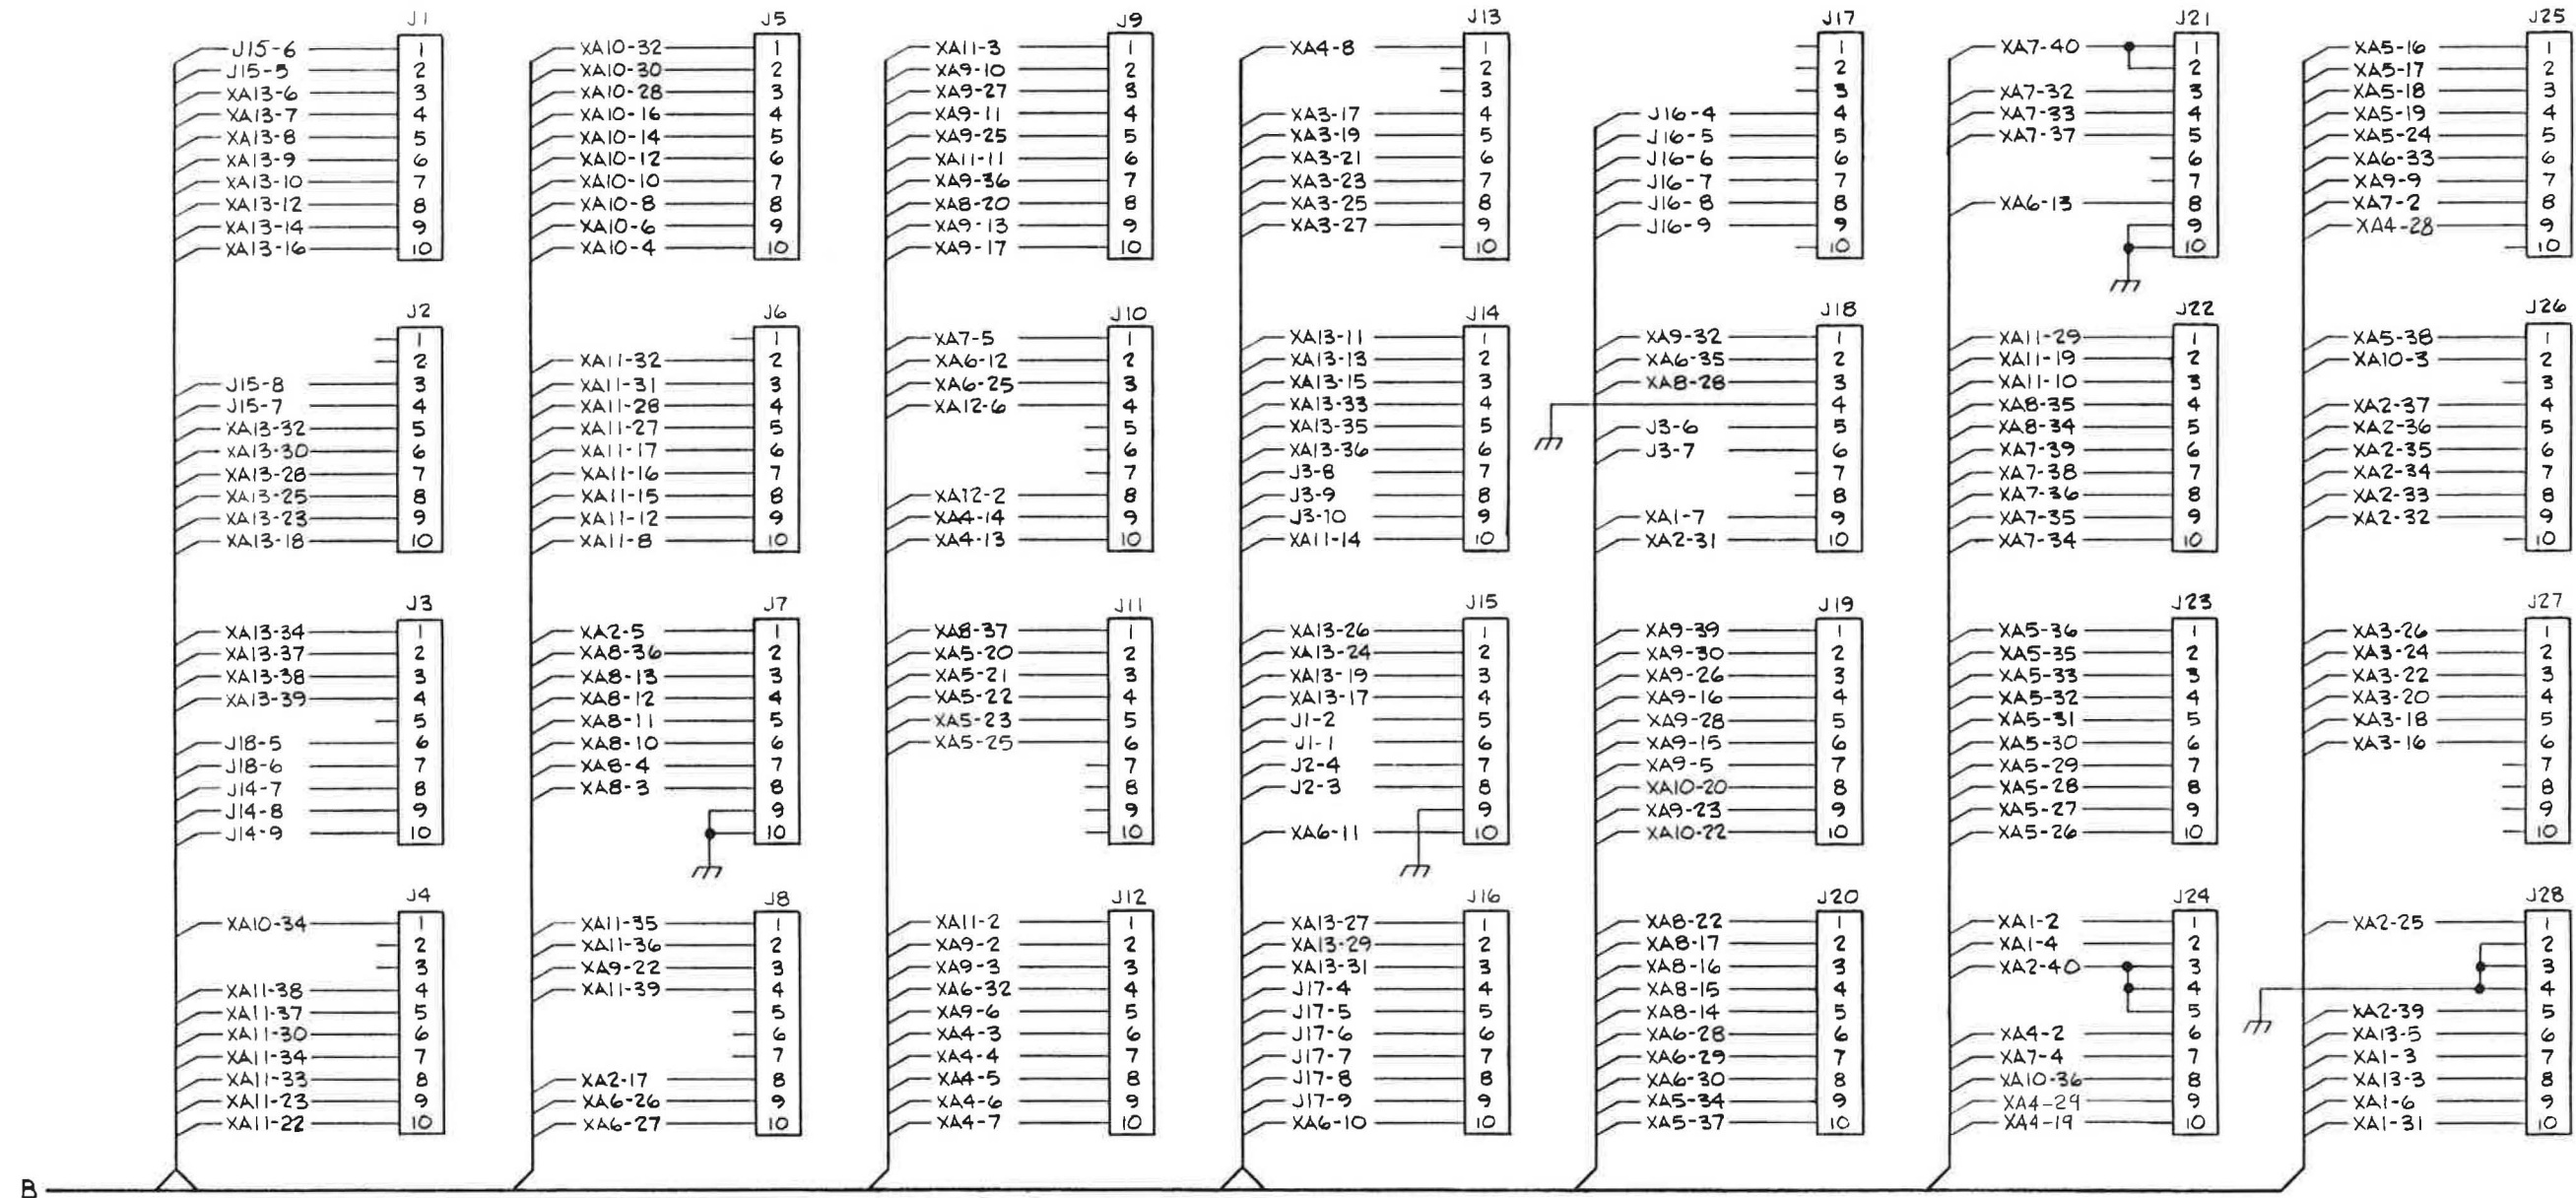 J1
J15-6 1
J15-5 2
XA13-6 3
XA13-7 4
XA13-8 5
XA13-9 6
XA13-10 7
XA13-12 8
XA13-14 9
XA13-16 10
J2
1
2
J15-8 3
J15-7 4
XA13-32 5
XA13-30 6
XA13-28 7
XA13-25 8
XA13-23 9
XA13-18 10
J3
XA13-34 1
XA13-37 2
XA13-38 3
XA13-39 4
5
J18-5 6
J18-6 7
J14-7 8
J14-8 9
J14-9 10
J4
XA10-34 1
2
3
XA11-38 4
XA11-37 5
XA11-30 6
XA11-34 7
XA11-33 8
XA11-23 9
XA11-22 10
J5
XA10-32 1
XA10-30 2
XA10-28 3
XA10-16 4
XA10-14 5
XA10-12 6
XA10-10 7
XA10-8 8
XA10-6 9
XA10-4 10
J6
1
XA11-32 2
XA11-31 3
XA11-28 4
XA11-27 5
XA11-17 6
XA11-16 7
XA11-15 8
XA11-12 9
XA11-8 10
J7
XA2-5 1
XA8-36 2
XA8-13 3
XA8-12 4
XA8-11 5
XA8-10 6
XA8-4 7
XA8-3 8
9
10
J8
XA11-35 1
XA11-36 2
XA9-22 3
XA11-39 4
5
6
7
XA2-17 8
XA6-26 9
XA6-27 10
J9
XA11-3 1
XA9-10 2
XA9-27 3
XA9-11 4
XA9-25 5
XA11-11 6
XA9-36 7
XA8-20 8
XA9-13 9
XA9-17 10
J10
XA7-5 1
XA6-12 2
XA6-25 3
XA12-6 4
5
6
7
XA12-2 8
XA4-14 9
XA4-13 10
J11
XA8-37 1
XA5-20 2
XA5-21 3
XA5-22 4
XA5-23 5
XA5-25 6
7
8
9
10
J12
XA11-2 1
XA9-2 2
XA9-3 3
XA6-32 4
XA9-6 5
XA4-3 6
XA4-4 7
XA4-5 8
XA4-6 9
XA4-7 10
J13
XA4-8 1
2
3
XA3-17 4
XA3-19 5
XA3-21 6
XA3-23 7
XA3-25 8
XA3-27 9
10
J14
XA13-11 1
XA13-13 2
XA13-15 3
XA13-33 4
XA13-35 5
XA13-36 6
J3-8 7
J3-9 8
J3-10 9
XA11-14 10
J15
XA13-26 1
XA13-24 2
XA13-19 3
XA13-17 4
J1-2 5
J1-1 6
J2-4 7
J2-3 8
9
XA6-11 10
J16
XA13-27 1
XA13-29 2
XA13-31 3
J17-4 4
J17-5 5
J17-6 6
J17-7 7
J17-8 8
J17-9 9
XA6-10 10
J17
1
2
3
J16-4 4
J16-5 5
J16-6 6
J16-7 7
J16-8 8
J16-9 9
10
J18
XA9-32 1
XA6-35 2
XA8-28 3
4
J3-6 5
J3-7 6
7
8
XA1-7 9
XA2-31 10
J19
XA9-39 1
XA9-30 2
XA9-26 3
XA9-16 4
XA9-28 5
XA9-15 6
XA9-5 7
XA10-20 8
XA9-23 9
XA10-22 10
J20
XA8-22 1
XA8-17 2
XA8-16 3
XA8-15 4
XA8-14 5
XA6-28 6
XA6-29 7
XA6-30 8
XA5-34 9
XA5-37 10
J21
XA7-40 1
2
XA7-32 3
XA7-33 4
XA7-37 5
6
7
XA6-13 8
9
10
J22
XA11-29 1
XA11-19 2
XA11-10 3
XA8-35 4
XA8-34 5
XA7-39 6
XA7-38 7
XA7-36 8
XA7-35 9
XA7-34 10
J23
XA5-36 1
XA5-35 2
XA5-33 3
XA5-32 4
XA5-31 5
XA5-30 6
XA5-29 7
XA5-28 8
XA5-27 9
XA5-26 10
J24
XA1-2 1
XA1-4 2
XA2-40 3
4
5
XA4-2 6
XA7-4 7
XA10-36 8
XA4-29 9
XA4-19 10
J25
XA5-16 1
XA5-17 2
XA5-18 3
XA5-19 4
XA5-24 5
XA6-33 6
XA9-9 7
XA7-2 8
XA4-28 9
10
J26
XA5-38 1
XA10-3 2
3
XA2-37 4
XA2-36 5
XA2-35 6
XA2-34 7
XA2-33 8
XA2-32 9
10
J27
XA3-26 1
XA3-24 2
XA3-22 3
XA3-20 4
XA3-18 5
XA3-16 6
7
8
9
10
J28
XA2-25 1
2
3
4
XA2-39 5
XA13-5 6
XA1-3 7
XA13-3 8
XA1-6 9
XA1-31 10
B